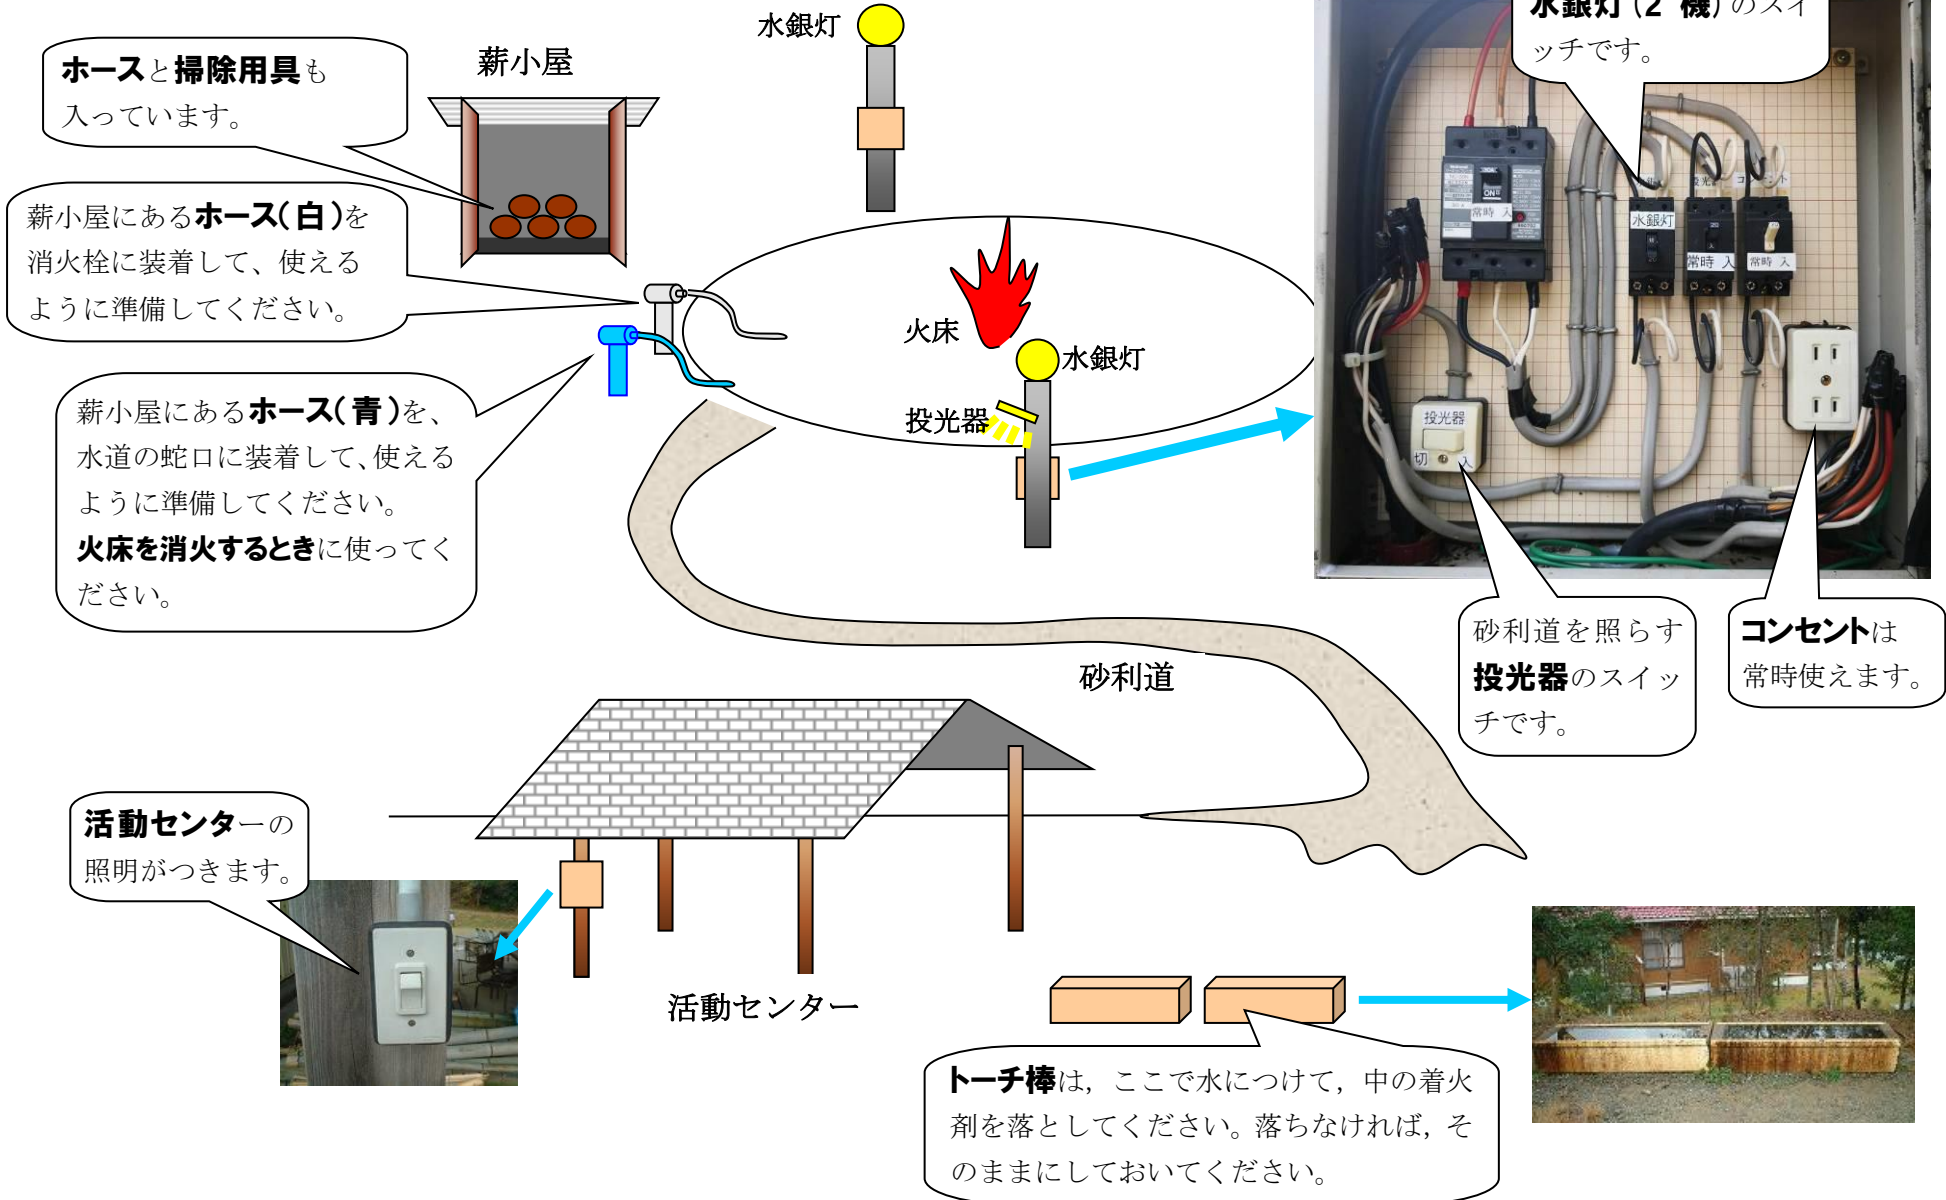 水銀灯
水銀灯(2 機)のスイ
ッチです。
ホースと掃除用具も
入っています。
薪小屋
薪小屋にあるホース(白)を
消火栓に装着して、使える
ように準備してください。
火床
水銀灯
投光器
薪小屋にあるホース(青)を、
水道の蛇口に装着して、使える
ように準備してください。
火床を消火するときに使ってく
ださい。
常時 入
水銀灯
常時 入
常時 入
投光器
切 入
砂利道を照らす
投光器のスイッ
チです。
コンセントは
常時使えます。
砂利道
活動センターの
照明がつきます。
活動センター
トーチ棒は，ここで水につけて，中の着火
剤を落としてください。落ちなければ，そ
のままにしておいてください。